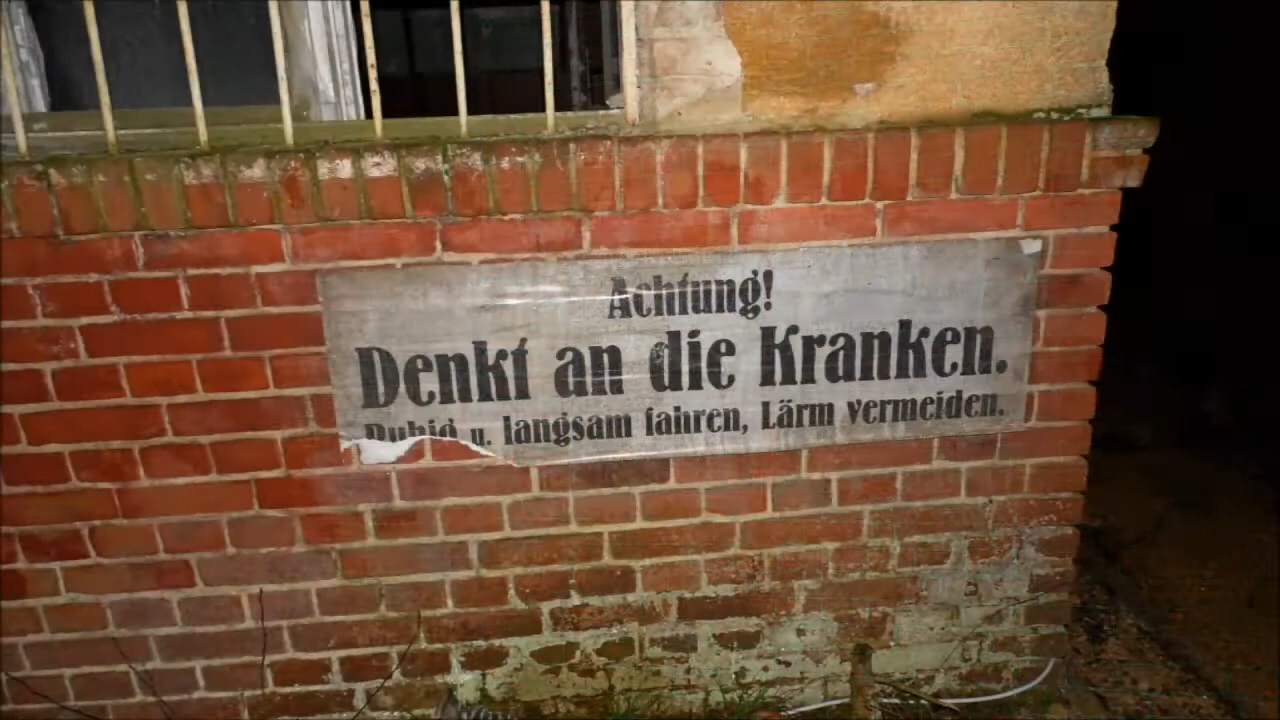 Achtung!
Denkt an die Kranken.
Ruhig u. langsam fahren, Lärm vermeiden.